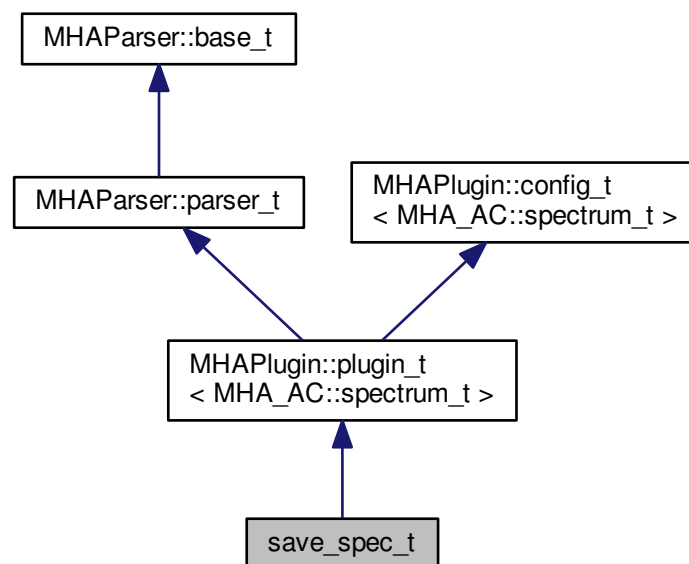 MHAParser::base_t
MHAParser::parser_t
MHAPlugin::config_t
< MHA_AC::spectrum_t >
MHAPlugin::plugin_t
< MHA_AC::spectrum_t >
save_spec_t